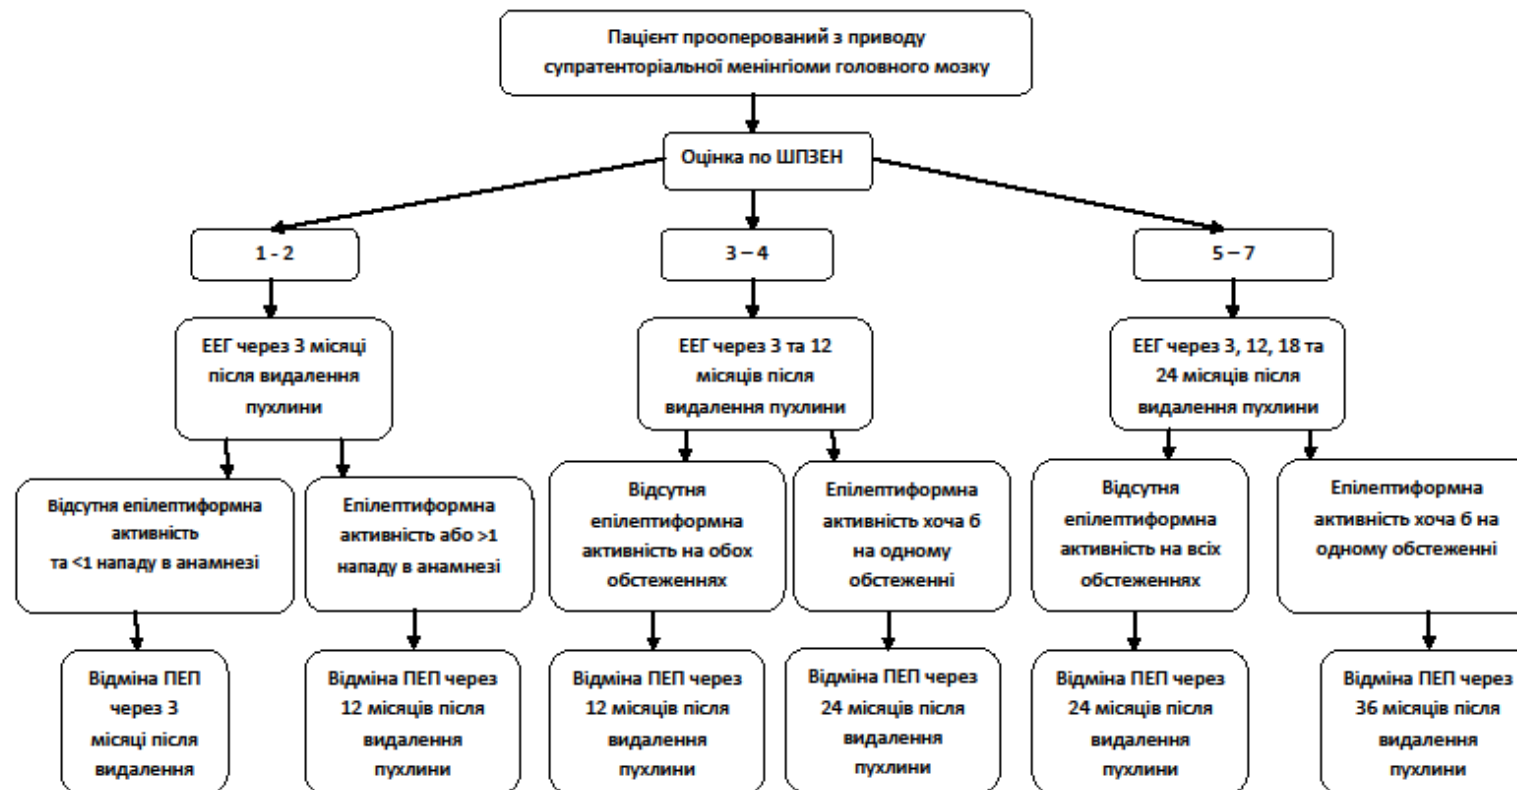 Пацієнт прооперований з приводу
супратенторіальної менінгіоми головного мозку
Оцінка по ШПЗЕН
1 - 2
3 – 4
5 – 7
ЕЕГ через 3 місяці
після видалення
пухлини
ЕЕГ через 3 та 12
місяців після
видалення пухлини
ЕЕГ через 3, 12, 18 та
24 місяців після
видалення пухлини
Відсутня епілептиформна
активність
та <1 нападу в анамнезі
Епілептиформна
активність або >1
нападу в анамнезі
Відсутня
епілептиформна
активність на обох
обстеженнях
Епілептиформна
активність хоча б
на одному
обстеженні
Відсутня
епілептиформна
активність на всіх
обстеженнях
Епілептиформна
активність хоча б на
одному обстеженні
Відміна ПЕП
через 3
місяці після
видалення
Відміна ПЕП через
12 місяців після
видалення
пухлини
Відміна ПЕП через
12 місяців після
видалення
пухлини
Відміна ПЕП через
24 місяців після
видалення
пухлини
Відміна ПЕП через
24 місяців після
видалення
пухлини
Відміна ПЕП через
36 місяців після
видалення
пухлини